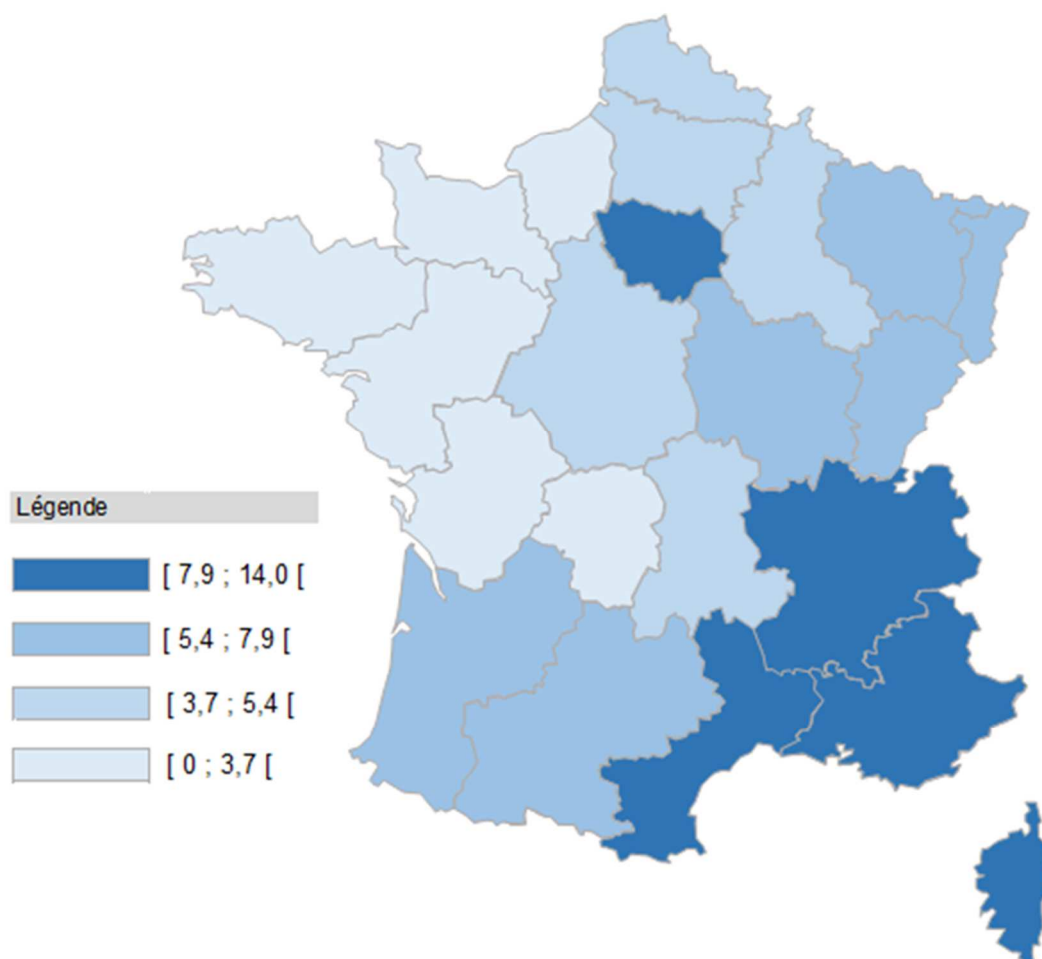 Légende
[ 7,9 ; 14,0 [
[ 5,4 ; 7,9 [
[ 3,7 ; 5,4 [
[ 0 ; 3,7 [